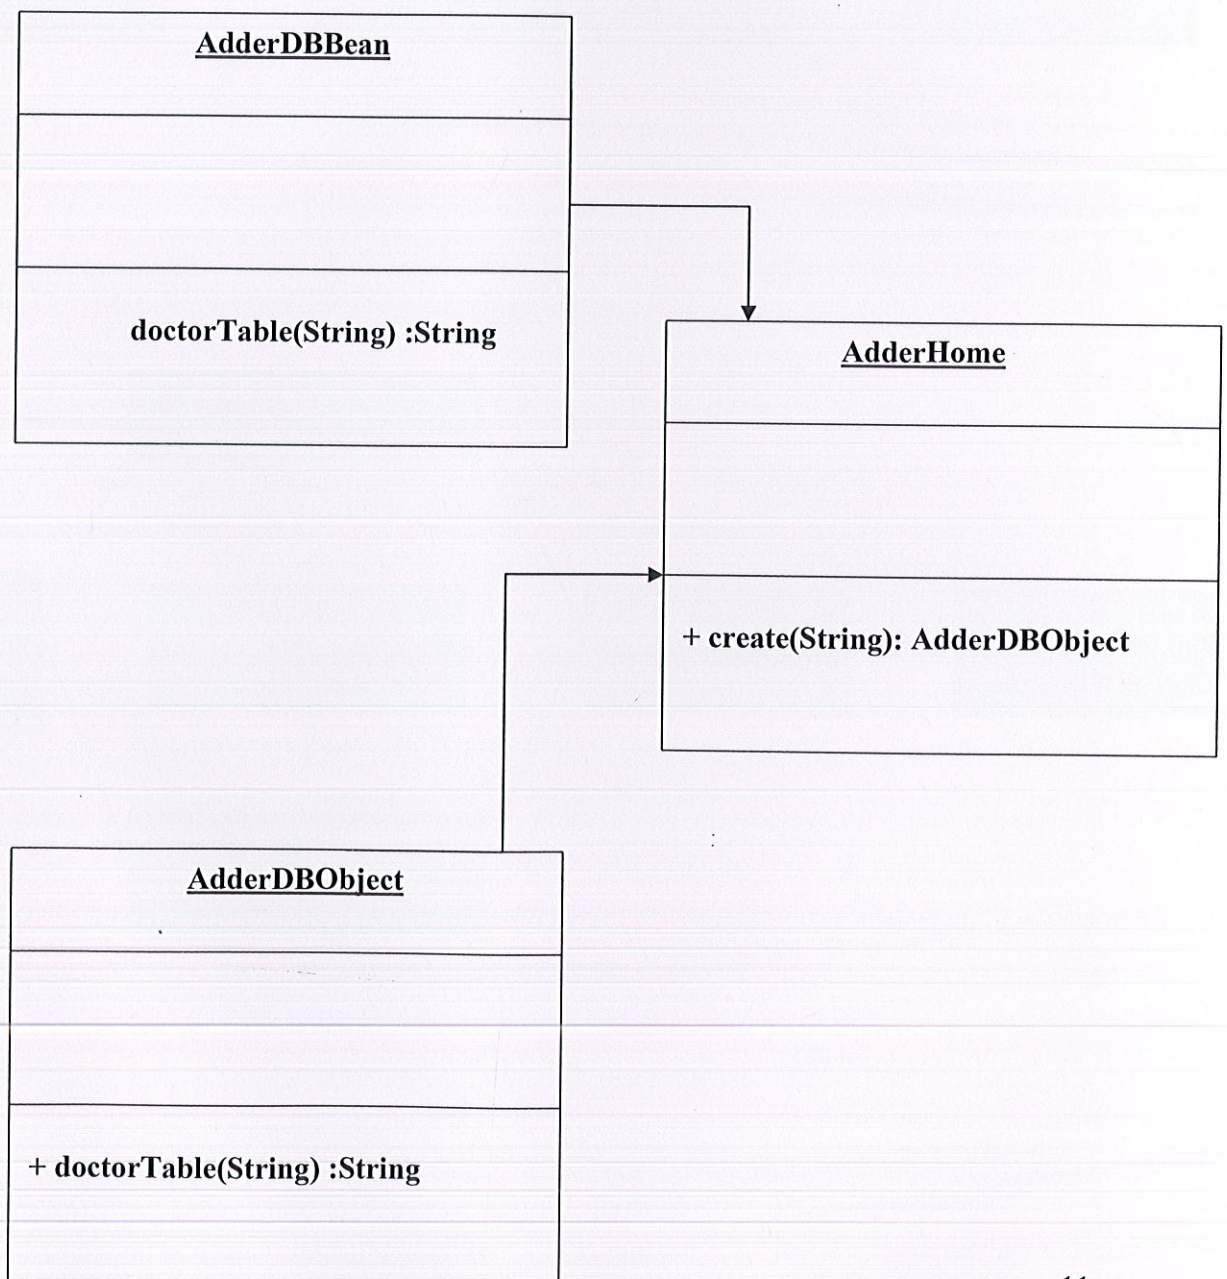 AdderDBBean
doctorTable(String) :String
AdderHome
+ create(String): AdderDBObject
AdderDBObject
+ doctorTable(String) :String